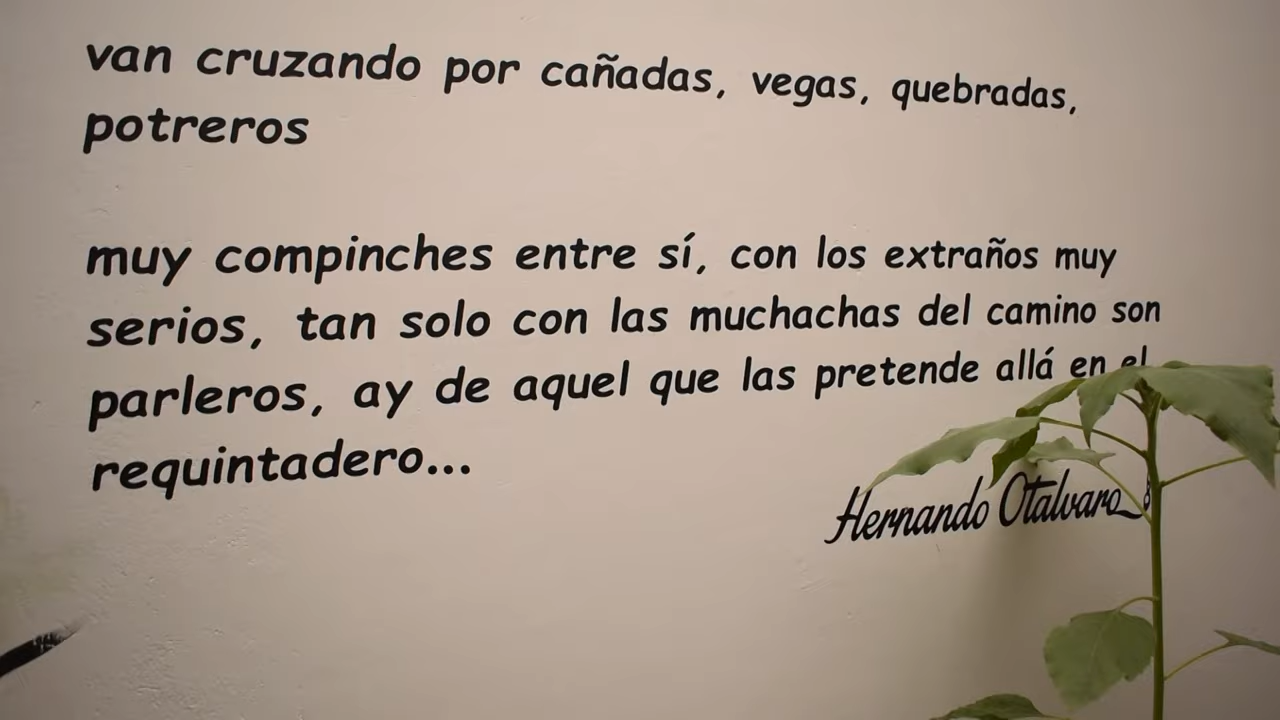 van cruzando por cañadas, vegas, quebradas,
potreros
muy compinches entre sí, con los extraños muy
serios, tan solo con las muchachas del camino son
parleros, ay de aquel que las pretende allá en el
requintadero...
Hernando Otalvaro